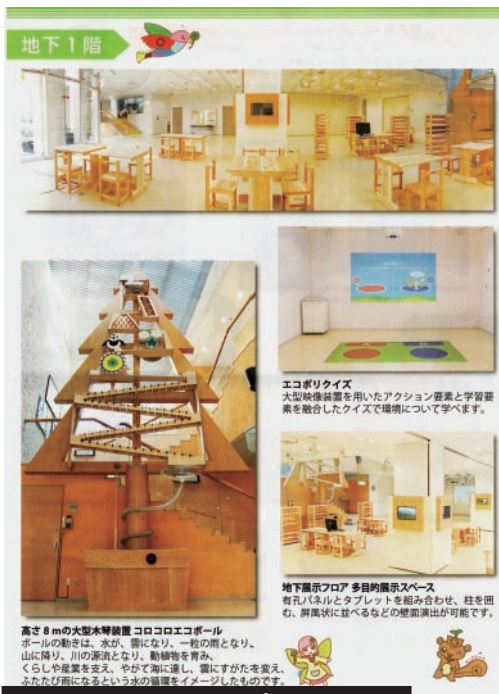 地下1階
エコポリクイズ
大型映像装置を用いたアクション要素と学習要
素を融合したクイズで環境について学べます。
地下展示フロア 多目的展示スペース
有孔パネルとタブレットを組み合わせ、柱を囲
む、屏風状に並べるなどの壁面演出が可能です。
高さ8mの大型木琴装置 コロコロエコボール
ボールの動きは、水が、雲になり、一粒の雨となり、
山に降り、川の源流となり、動植物を育み、
くらしや産業を支え、やがて海に達し、雲にすがたを変え、
ふたたび雨になるという水の循環をイメージしたものです。